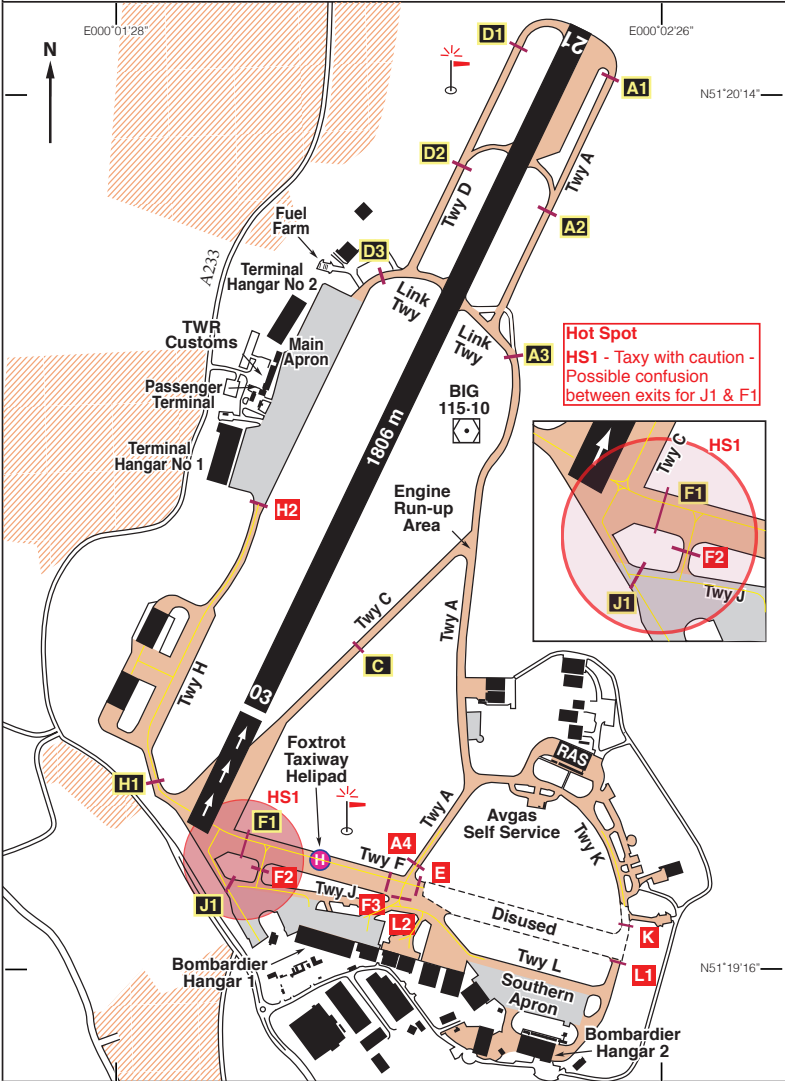 E000°01'28"
E000°02'26"
N
D1
21
A1
N51°20'14"
D2
Twy D
Twy A
A2
Fuel
Farm
A233
D3
Terminal
Hangar No 2
Link
Twy
Link
Twy
TWR
Customs
Main
Apron
A3
Hot Spot
HS1 - Taxy with caution -
Possible confusion
between exits for J1 & F1
Passenger
Terminal
BIG
115·10
1806 m
Terminal
Hangar No 1
HS1
Twy C
F1
F2
J1
Twy J
Engine
Run-up
Area
H2
Twy C
Twy A
C
Twy H
03
Foxtrot
Taxiway
Helipad
RAS
H1
HS1
F1
Avgas
Self Service
Twy A
Twy K
A4
H
Twy F
E
F2
Twy J
J1
F3
L2
Disused
K
Twy L
L1
N51°19'16"
Bombardier
Hangar 1
Southern
Apron
Bombardier
Hangar 2